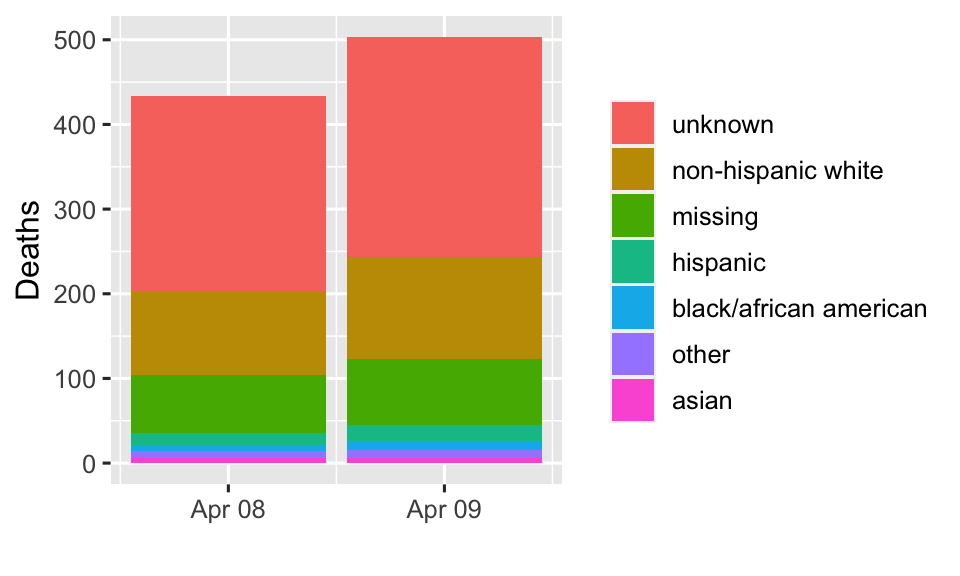 Deaths
500
400
300
200
100
0
Apr 08
Apr 09
unknown
non-hispanic white
missing
hispanic
black/african american
other
asian